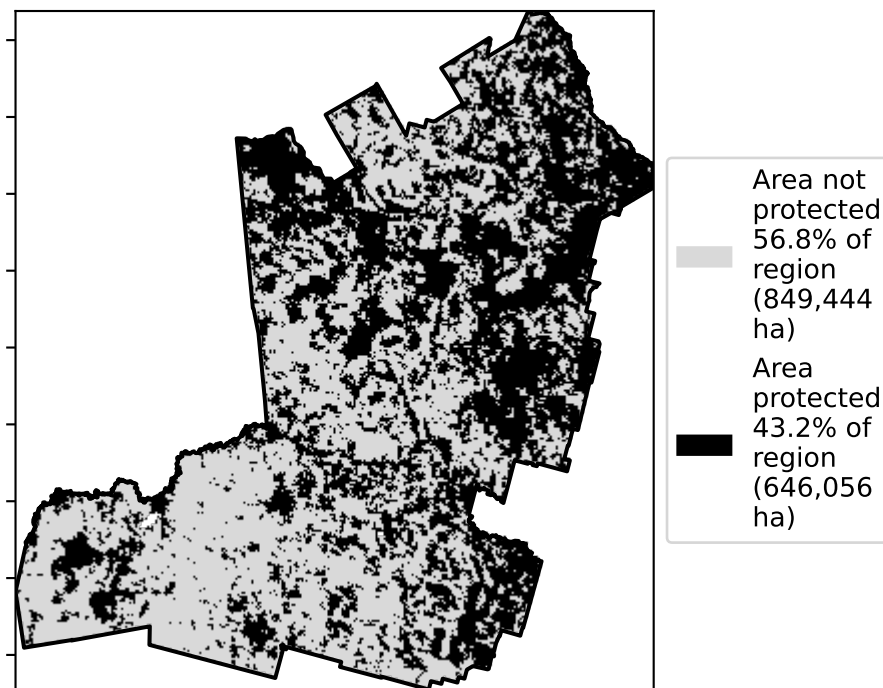 Area not
protected
56.8% of
region
(849,444
ha)
Area
protected
43.2% of
region
(646,056
ha)